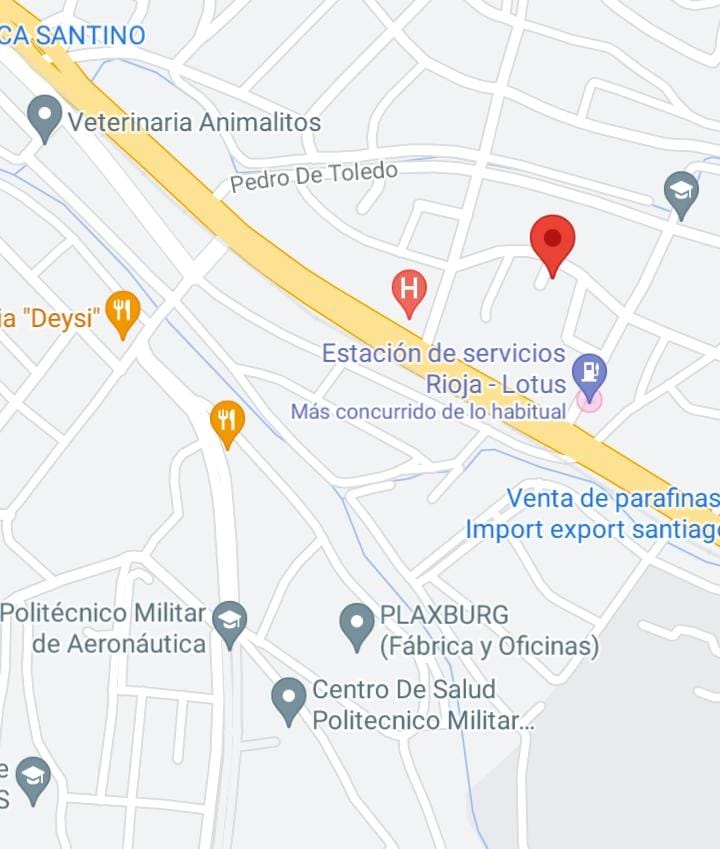 CA SANTINO
Veterinaria Animalitos
Pedro De Toledo
H
ia "Deysi"
Estación de servicios
Rioja - Lotus
Más concurrido de lo habitual
Venta de parafinas
Import export santiago
Politécnico Militar
de Aeronáutica
PLAXBURG
(Fábrica y Oficinas)
Centro De Salud
Politecnico Militar...
e
S